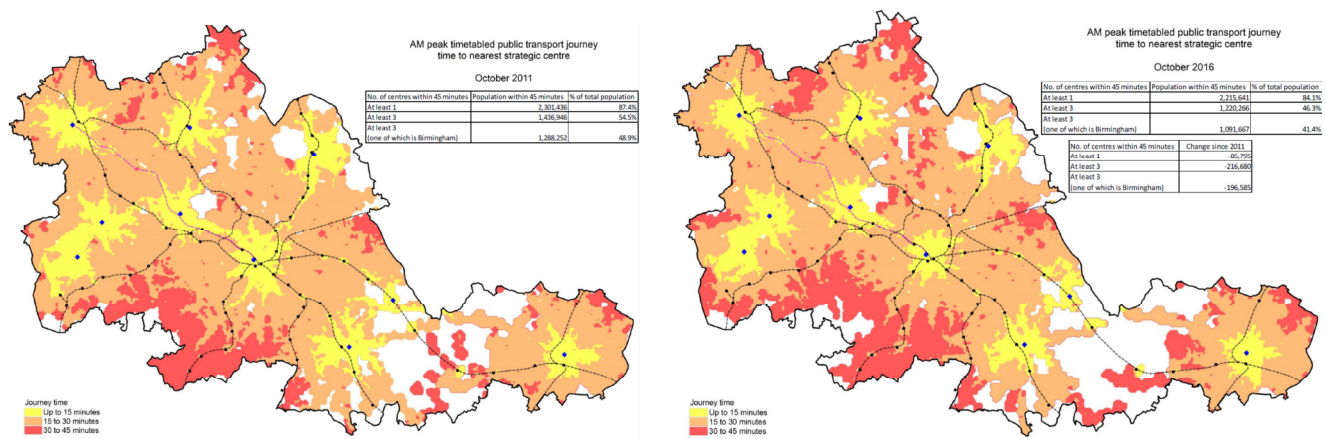 AM peak timetabled public transport journey
time to nearest strategic centre
October 2011
No. of centres within 45 minutes Population within 45 minutes % of total population
At least 1 2,301,436 87.4%
At least 3 1,436,946 54.5%
At least 3
(one of which is Birmingham) 1,288,252 48.9%
Journey time
Up to 15 minutes
15 to 30 minutes
30 to 45 minutes
AM peak timetabled public transport journey
time to nearest strategic centre
October 2016
No. of centres within 45 minutes Population within 45 minutes % of total population
At least 1 2,215,641 84.1%
At least 3 1,220,266 46.3%
At least 3
(one of which is Birmingham) 1,091,667 41.4%
No. of centres within 45 minutes Change since 2011
At least 1 -85,795
At least 3 -216,680
At least 3
(one of which is Birmingham) -196,585
Journey time
Up to 15 minutes
15 to 30 minutes
30 to 45 minutes